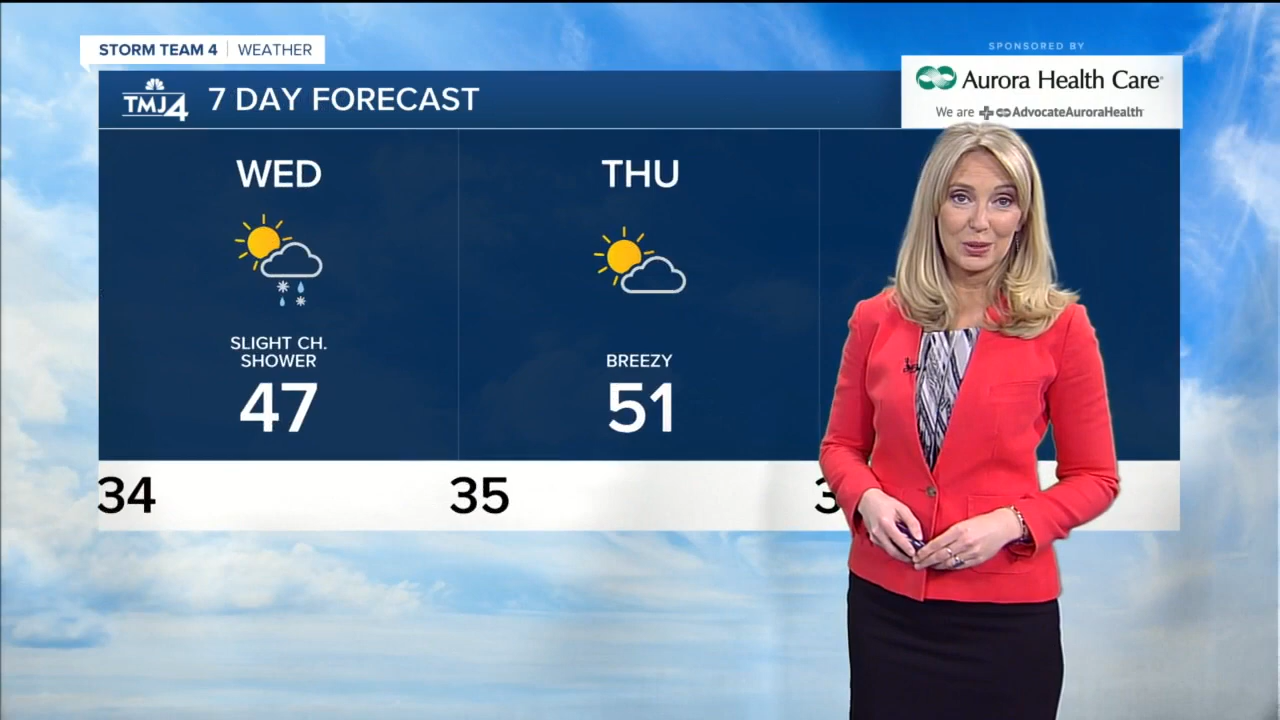 STORM TEAM 4 | WEATHER
SPONSORED BY
Aurora Health Care®
We are AdvocateAuroraHealth
TMJ4
7 DAY FORECAST
WED
THU
SLIGHT CH.
SHOWER
47
BREEZY
51
34
35
3